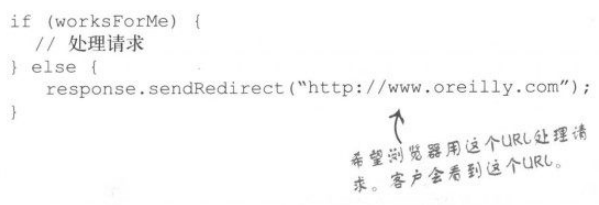 if (worksForMe) {
// 处理请求
} else {
response.sendRedirect(“http://www.oreilly.com”);
}
希望浏览器用这个URL处理请
求。客户会看到这个URL。